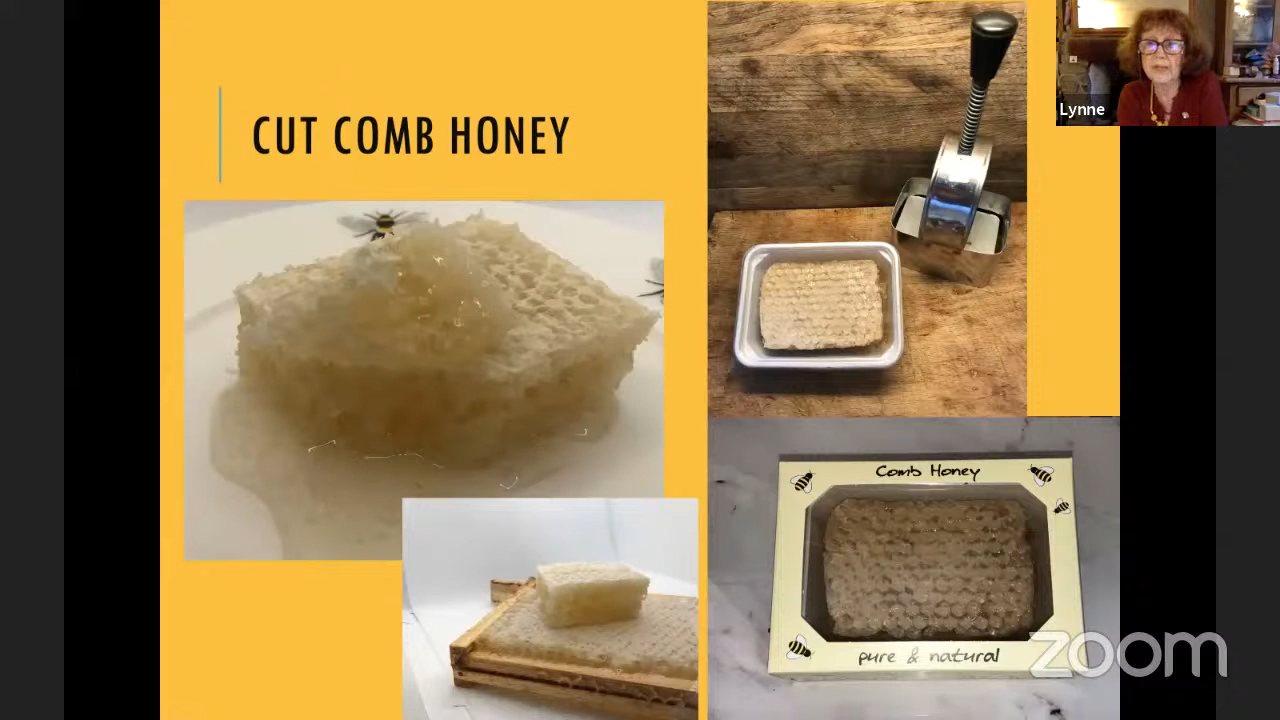 CUT COMB HONEY
Lynne
Comb Honey
pure & natural
zoom